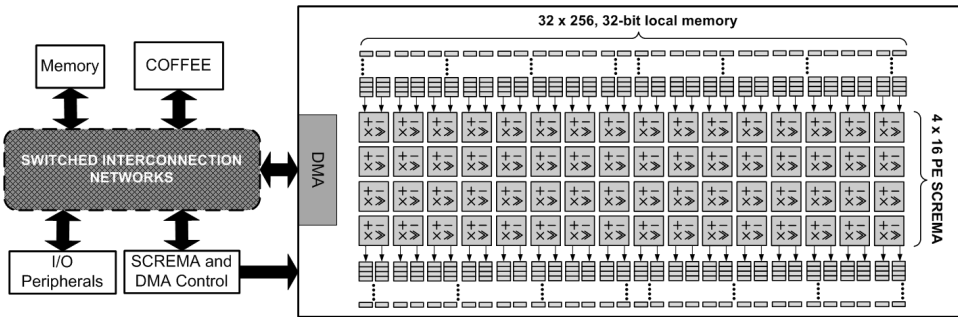 32 x 256, 32-bit local memory
Memory
COFFEE
SWITCHED INTERCONNECTION
NETWORKS
DMA
4 x 16 PE SCREMA
I/O
Peripherals
SCREMA and
DMA Control